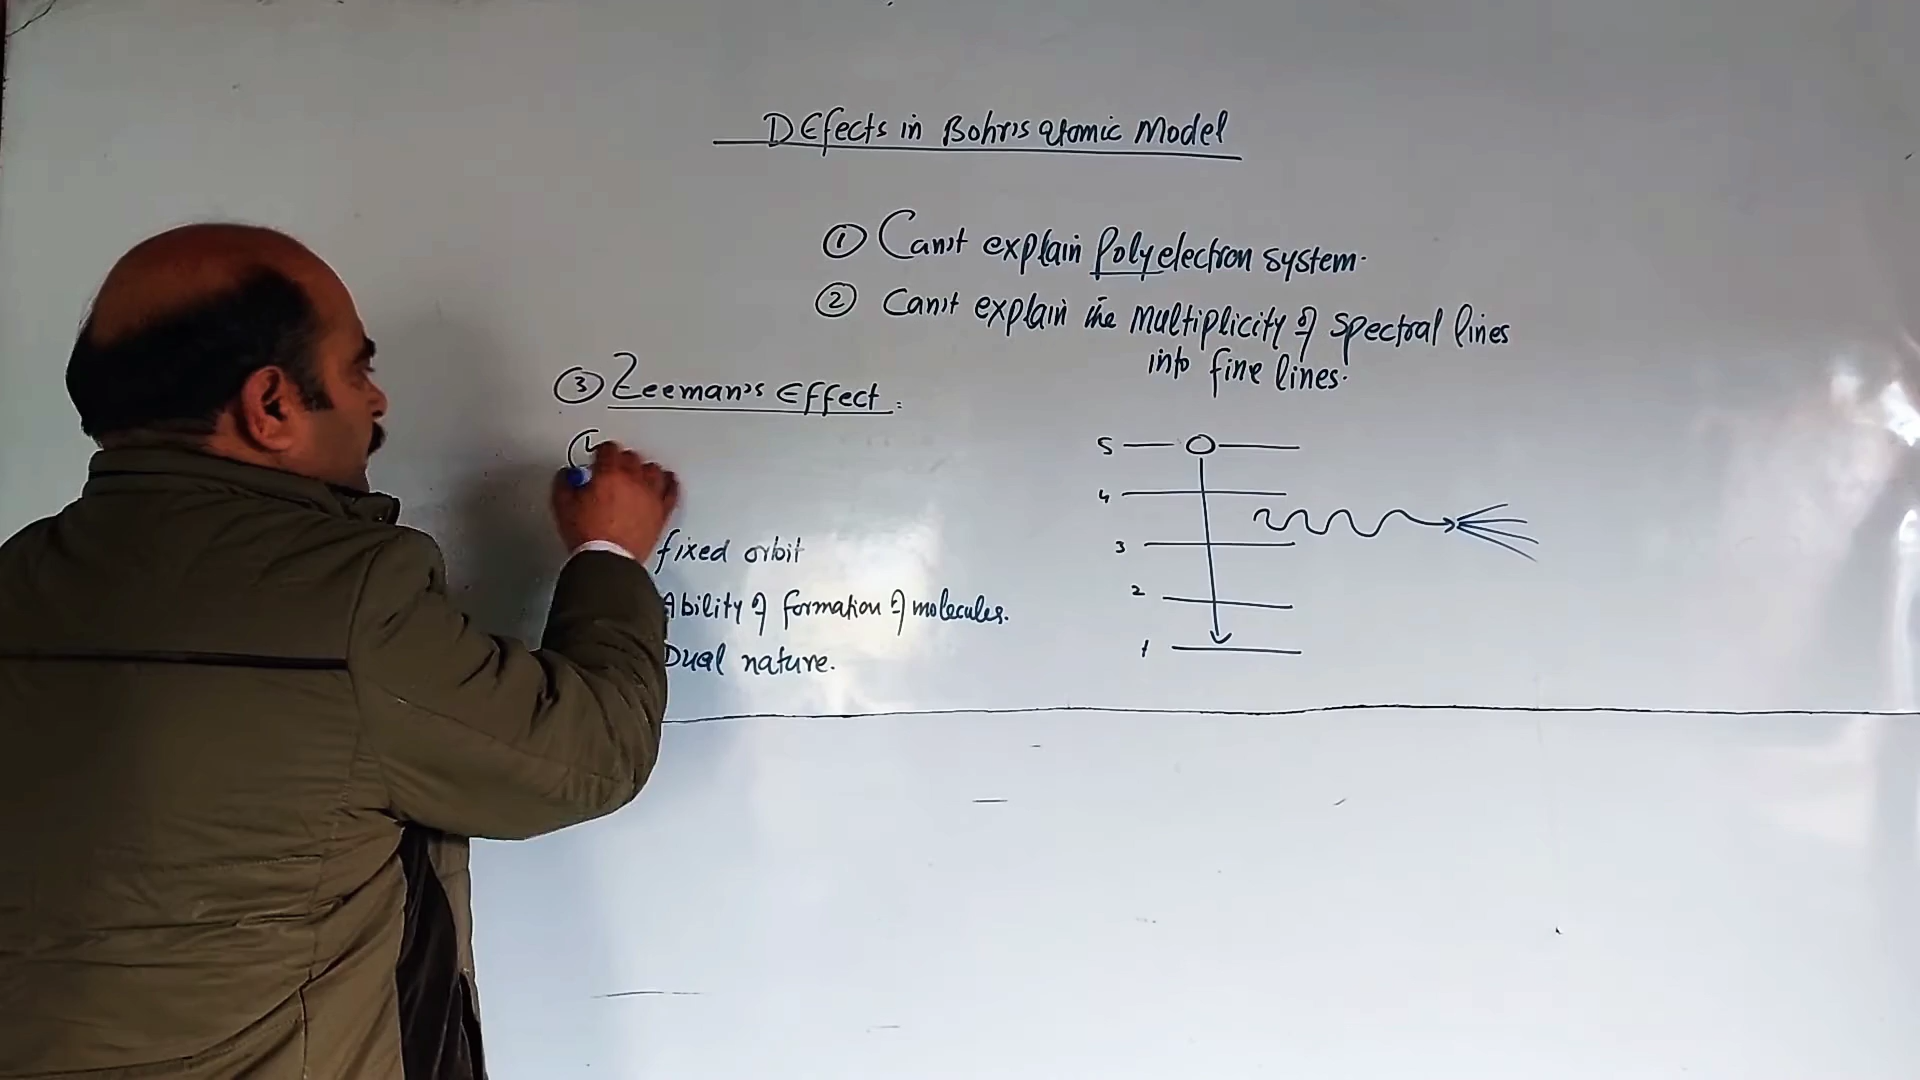 DEfects in Bohr's atomic Model
① Can't explain Polyelectron system.
② Can't explain the Multiplicity of Spectral lines
into fine lines.
③ Zeeman's Effect:
4
fixed orbit
Ability of formation of molecules.
Dual nature.
5
4
3
2
1